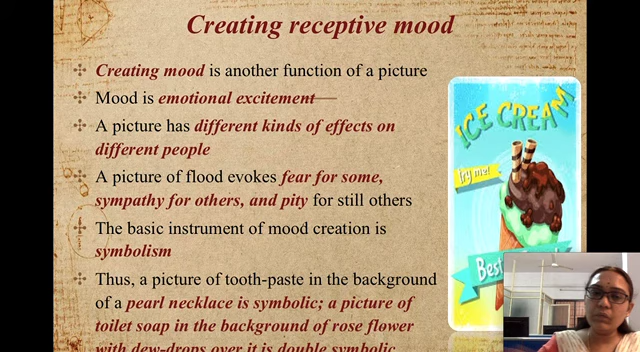 Creating receptive mood
Creating mood is another function of a picture
Mood is emotional excitement
A picture has different kinds of effects on
different people
A picture of flood evokes fear for some,
sympathy for others, and pity for still others
The basic instrument of mood creation is
symbolism
Thus, a picture of tooth-paste in the background
of a pearl necklace is symbolic; a picture of
toilet soap in the background of rose flower
with dew-drops over it is double symbolic
ICE CREAM
try me!
Best